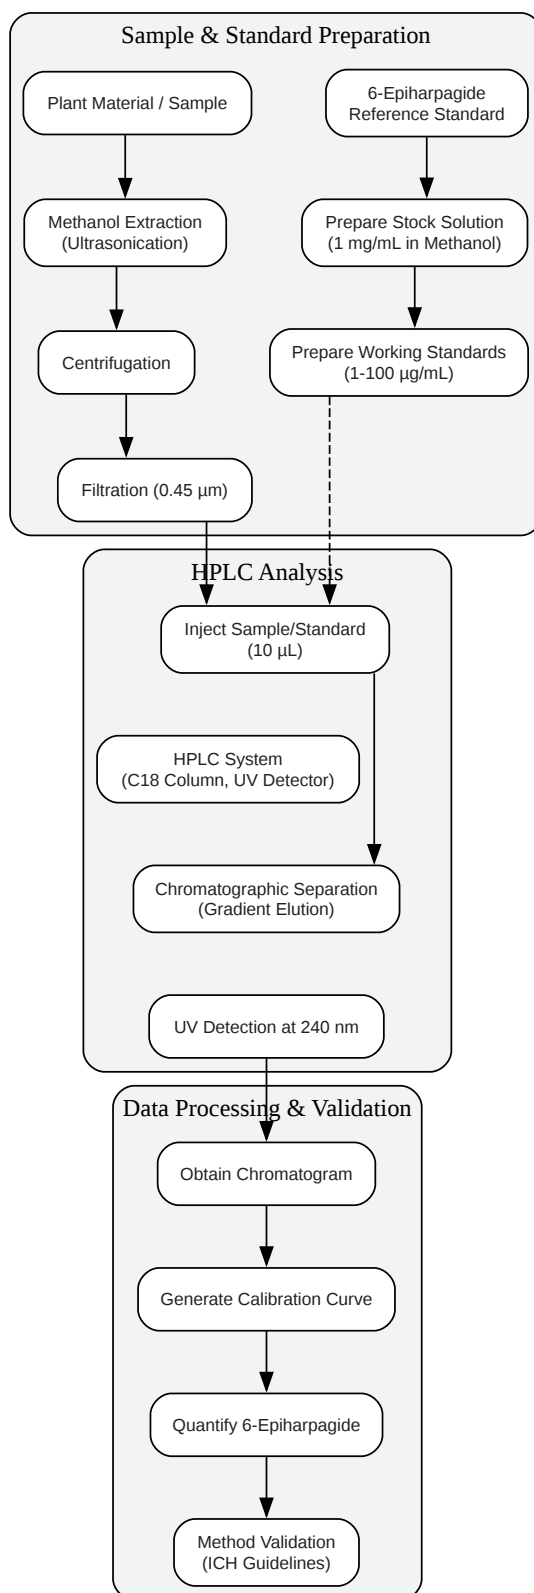 Sample & Standard Preparation
Plant Material / Sample
6-Epiharpagide
Reference Standard
Methanol Extraction
(Ultrasonication)
Prepare Stock Solution
(1 mg/mL in Methanol)
Centrifugation
Prepare Working Standards
(1-100 µg/mL)
Filtration (0.45 µm)
HPLC Analysis
Inject Sample/Standard
(10 µL)
HPLC System
(C18 Column, UV Detector)
Chromatographic Separation
(Gradient Elution)
UV Detection at 240 nm
Data Processing & Validation
Obtain Chromatogram
Generate Calibration Curve
Quantify 6-Epiharpagide
Method Validation
(ICH Guidelines)